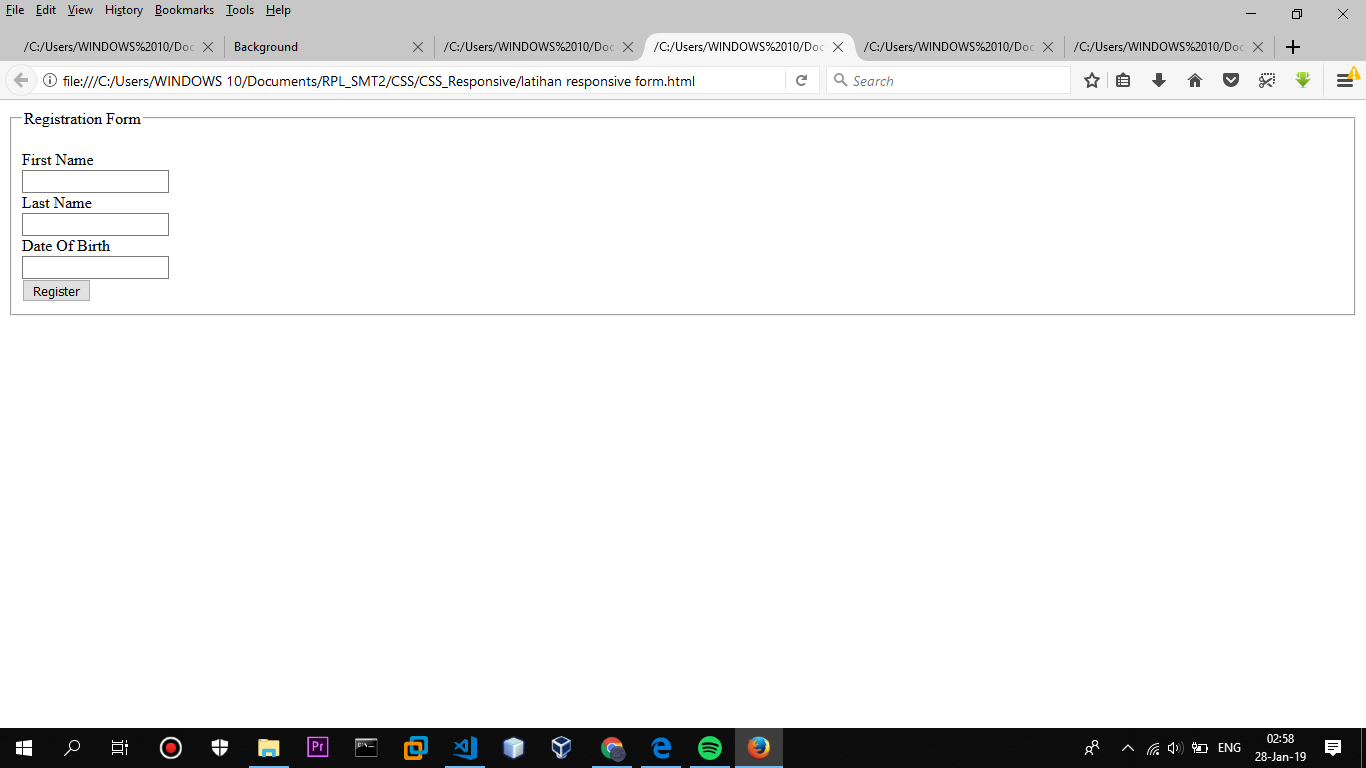 File Edit View History Bookmarks Tools Help
/C:/Users/WINDOWS%2010/Doc Background /C:/Users/WINDOWS%2010/Doc /C:/Users/WINDOWS%2010/Doc /C:/Users/WINDOWS%2010/Doc /C:/Users/WINDOWS%2010/Doc
file:///C:/Users/WINDOWS 10/Documents/RPL_SMT2/CSS/CSS_Responsive/latihan responsive form.html Search
Registration Form
First Name
Last Name
Date Of Birth
Register
Pr ENG 02:58
28-Jan-19